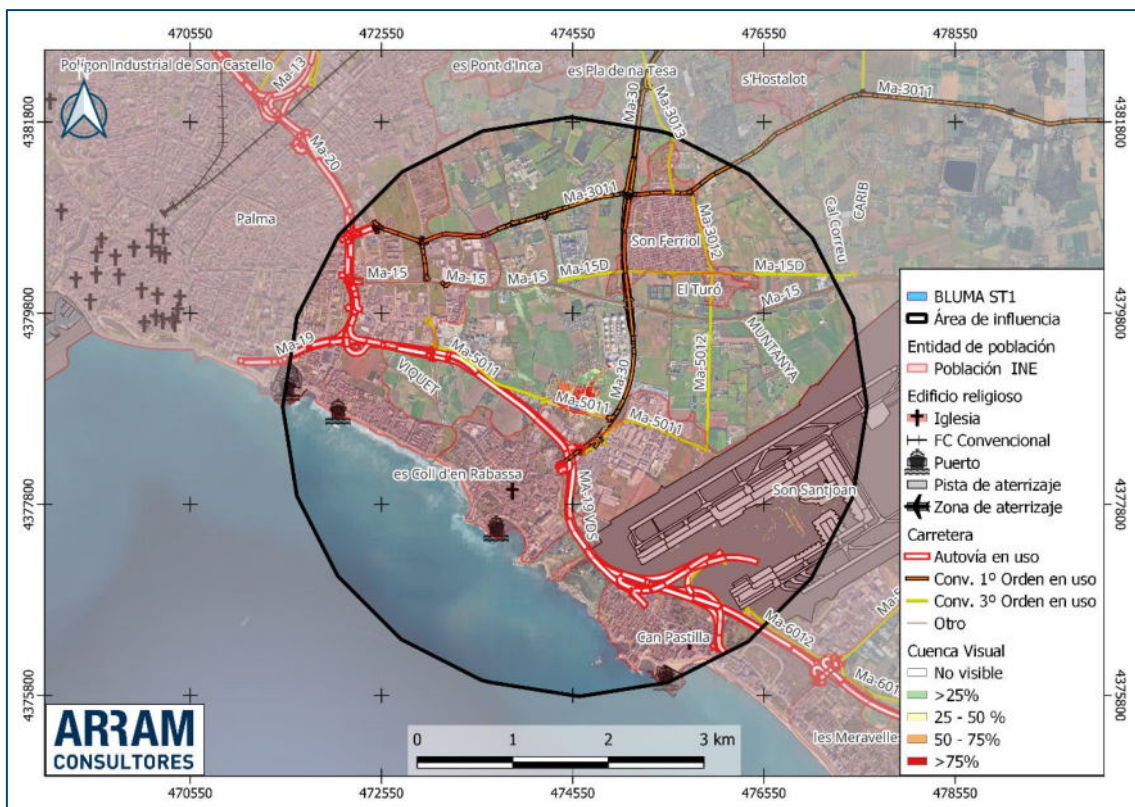 470550 472550 474550 476550 478550
Polígon Industrial de Son Castelló
es Pont d'Inca
es Pla de na Tesa
s'Hostalot
Ma-13
Ma-30
Ma-3013
Ma-3011
4381800
4381800
Ma-20
Ma-3011
Palma
Son Ferriol
Ma-3012
Cal Correu
CARIB
Ma-15
Ma-15
Ma-15
Ma-15D
Ma-15D
El Turó
Ma-15
4379800
4379800
Ma-19
VIQUET
Ma-5011
Ma-30
Ma-5012
MUNTANYA
Ma-5011
Ma-5011
es Coll d'en Rabassa
MA-19 VDS
Son Santjoan
4377800
4377800
Can Pastilla
Ma-6012
les Meravelles
4375800
4375800
BLUMA ST1
Área de influencia
Entidad de población
Población INE
Edificio religioso
Iglesia
FC Convencional
Puerto
Pista de aterrizaje
Zona de aterrizaje
Carretera
Autovía en uso
Conv. 1º Orden en uso
Conv. 3º Orden en uso
Otro
Cuenca Visual
No visible
>25%
25 - 50 %
50 - 75%
>75%
ARRAM
CONSULTORES
0 1 2 3 km
470550 472550 474550 476550 478550